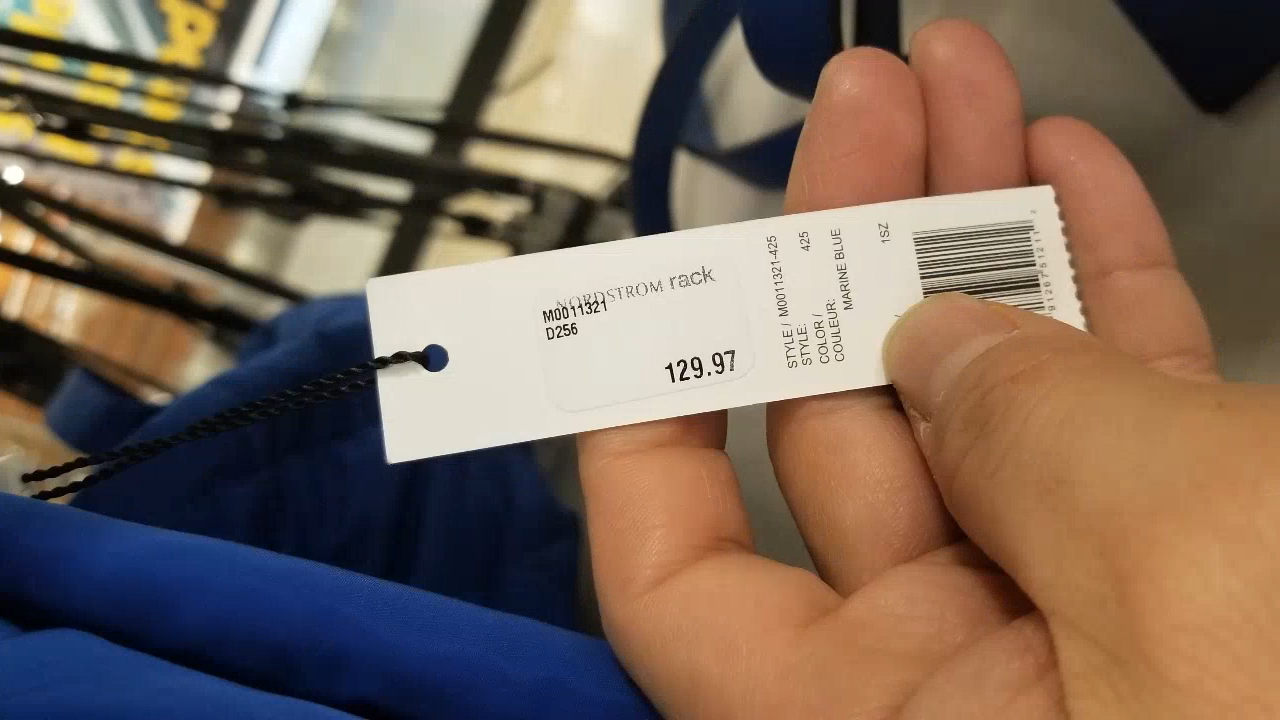 NORDSTROM rack
M0011321
D256
129.97
STYLE / M0011321-425
STYLE: 425
COLOR /
COULEUR: MARINE BLUE
1SZ